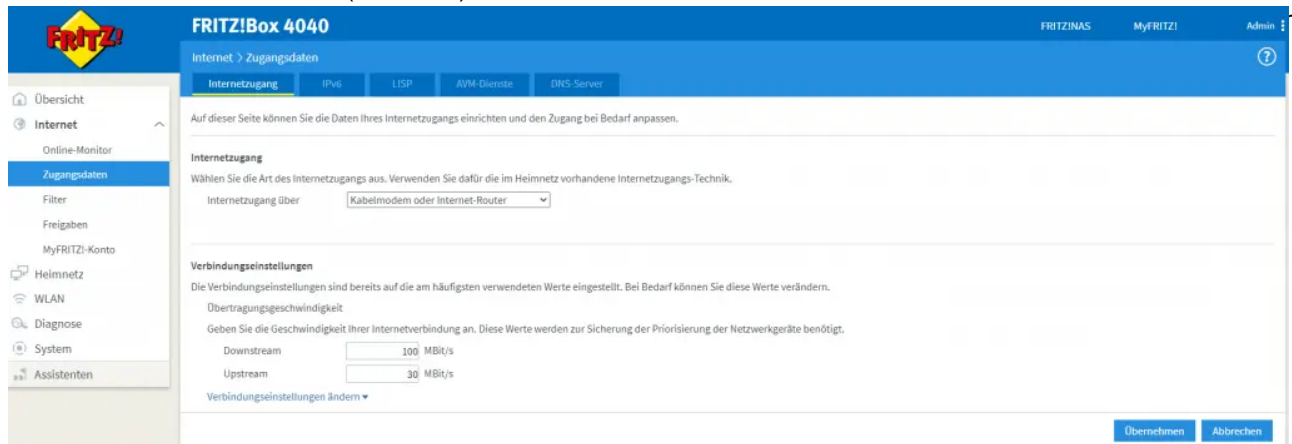 FRITZ!
FRITZ!Box 4040
FRITZ!NAS
MyFRITZ!
Admin
Internet > Zugangsdaten
?
Internetzugang
IPv6
LISP
AVM-Dienste
DNS-Server
Übersicht
Internet
Online-Monitor
Zugangsdaten
Filter
Freigaben
MyFRITZ!-Konto
Heimnetz
WLAN
Diagnose
System
Assistenten
Auf dieser Seite können Sie die Daten Ihres Internetzugangs einrichten und den Zugang bei Bedarf anpassen.
Internetzugang
Wählen Sie die Art des Internetzugangs aus. Verwenden Sie dafür die im Heimnetz vorhandene Internetzugangs-Technik.
Internetzugang über Kabelmodem oder Internet-Router
Verbindungseinstellungen
Die Verbindungseinstellungen sind bereits auf die am häufigsten verwendeten Werte eingestellt. Bei Bedarf können Sie diese Werte verändern.
Übertragungsgeschwindigkeit
Geben Sie die Geschwindigkeit Ihrer Internetverbindung an. Diese Werte werden zur Sicherung der Priorisierung der Netzwerkgeräte benötigt.
Downstream 100 MBit/s
Upstream 30 MBit/s
Verbindungseinstellungen ändern
Übernehmen
Abbrechen